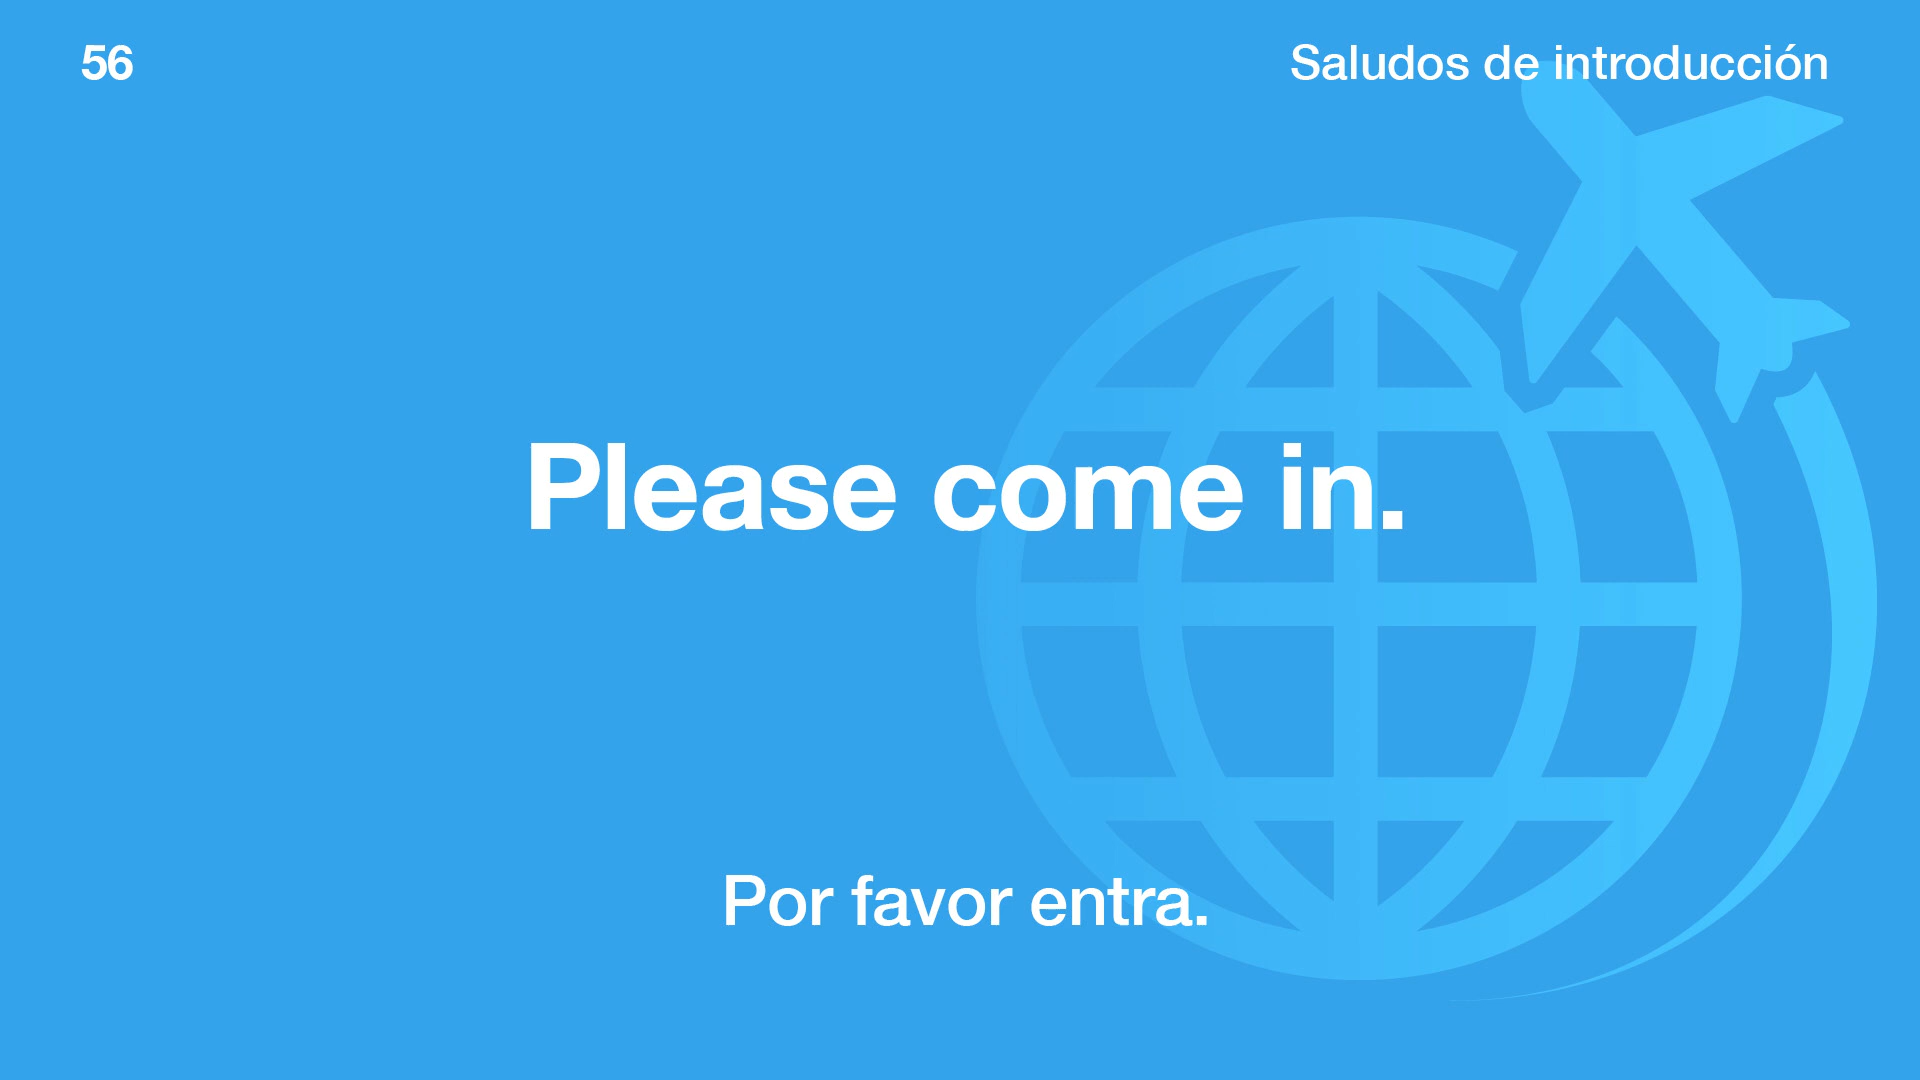 56
Saludos de introducción
Please come in.
Por favor entra.